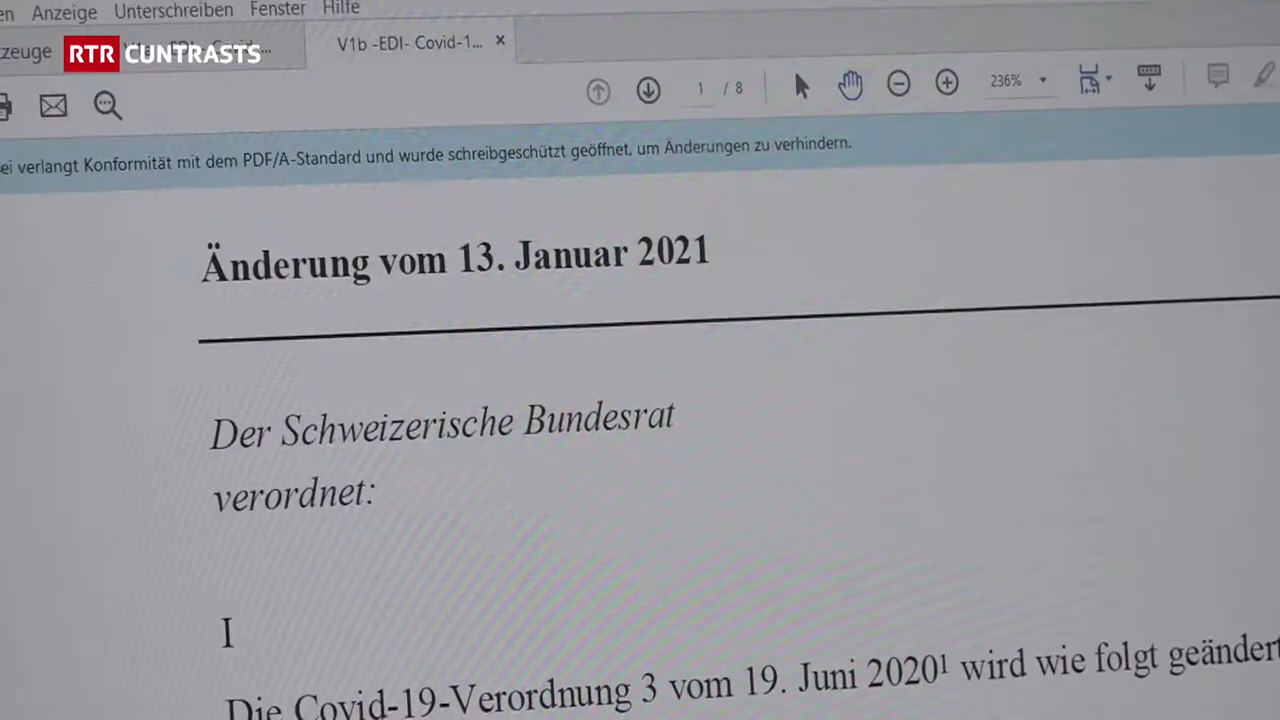 Anzeige Unterschreiben Fenster Hilfe
zeuge
RTR CUNTRASTS
V1b -EDI- Covid-1... ×
1 / 8
236%
ei verlangt Konformität mit dem PDF/A-Standard und wurde schreibgeschützt geöffnet, um Änderungen zu verhindern.
Änderung vom 13. Januar 2021
Der Schweizerische Bundesrat
verordnet:
I
Die Covid-19-Verordnung 3 vom 19. Juni 2020¹ wird wie folgt geändert